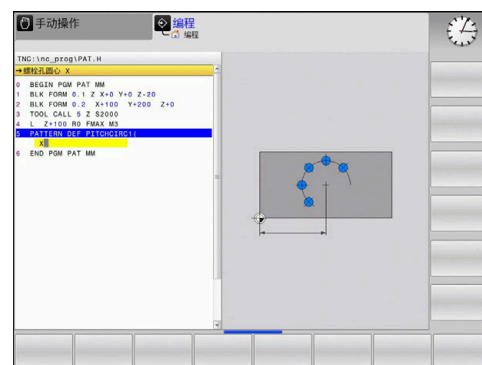 手动操作
编程
编程
TNC:\nc_prog\PAT.H
→螺栓孔圆心 X
0 BEGIN PGM PAT MM
1 BLK FORM 0.1 Z X+0 Y+0 Z-20
2 BLK FORM 0.2 X+100 Y+200 Z+0
3 TOOL CALL 5 Z S2000
4 L Z+100 R0 FMAX M3
5 PATTERN DEF PITCHCIRC1(
X
6 END PGM PAT MM